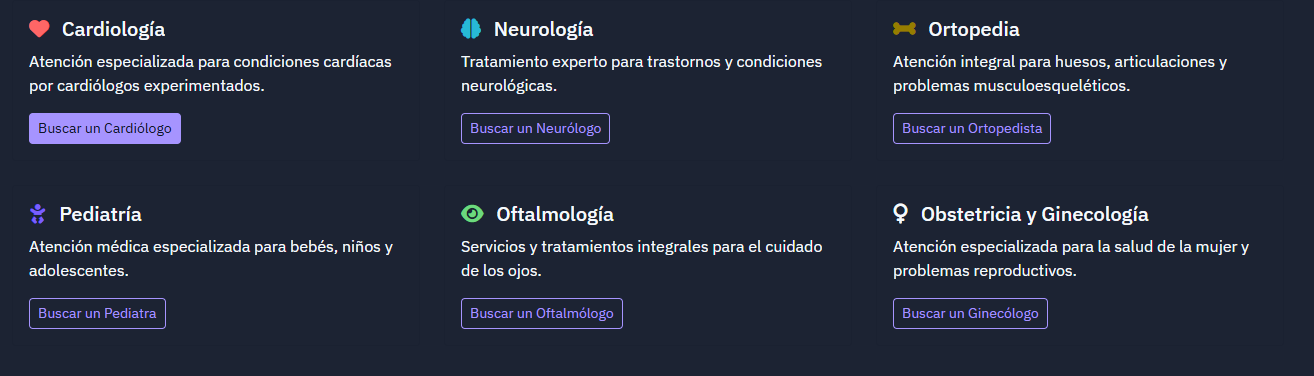 Cardiología
Atención especializada para condiciones cardíacas
por cardiólogos experimentados.
Buscar un Cardiólogo
Neurología
Tratamiento experto para trastornos y condiciones
neurológicas.
Buscar un Neurólogo
Ortopedia
Atención integral para huesos, articulaciones y
problemas musculoesqueléticos.
Buscar un Ortopedista
Pediatría
Atención médica especializada para bebés, niños y
adolescentes.
Buscar un Pediatra
Oftalmología
Servicios y tratamientos integrales para el cuidado
de los ojos.
Buscar un Oftalmólogo
Obstetricia y Ginecología
Atención especializada para la salud de la mujer y
problemas reproductivos.
Buscar un Ginecólogo